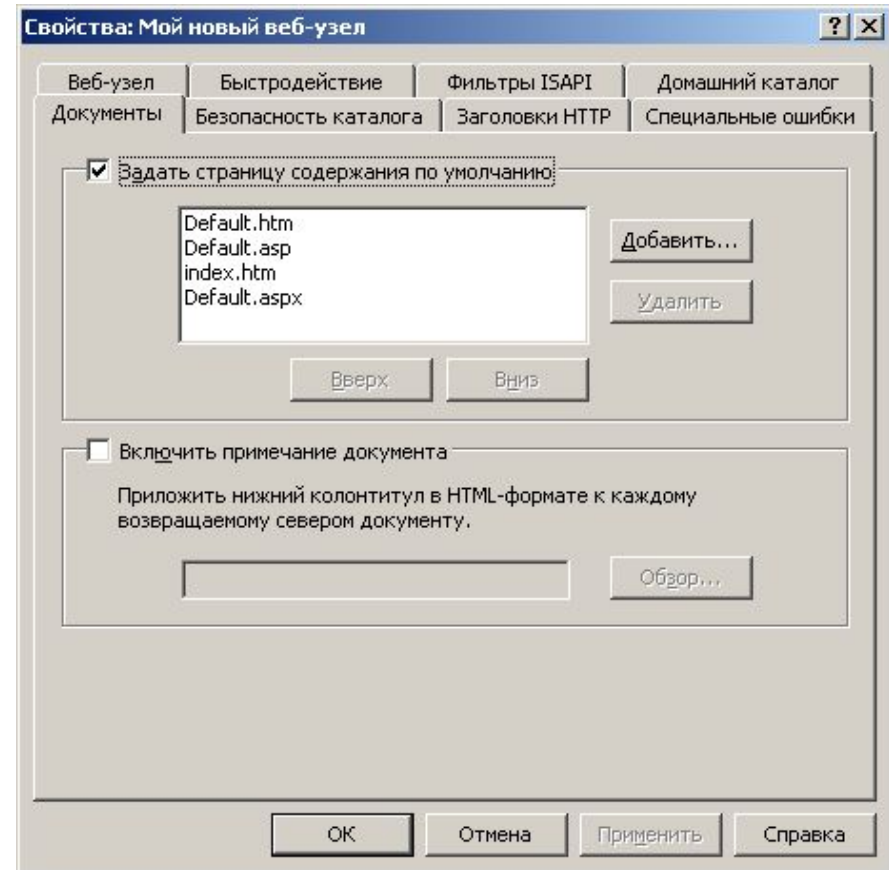 Свойства: Мой новый веб-узел
Веб-узел Быстродействие Фильтры ISAPI Домашний каталог
Документы Безопасность каталога Заголовки HTTP Специальные ошибки
Задать страницу содержания по умолчанию
Default.htm
Default.asp
index.htm
Default.aspx
Добавить...
Удалить
Вверх Вниз
Включить примечание документа
Приложить нижний колонтитул в HTML-формате к каждому
возвращаемому севером документу.
Обзор...
ОК Отмена Применить Справка